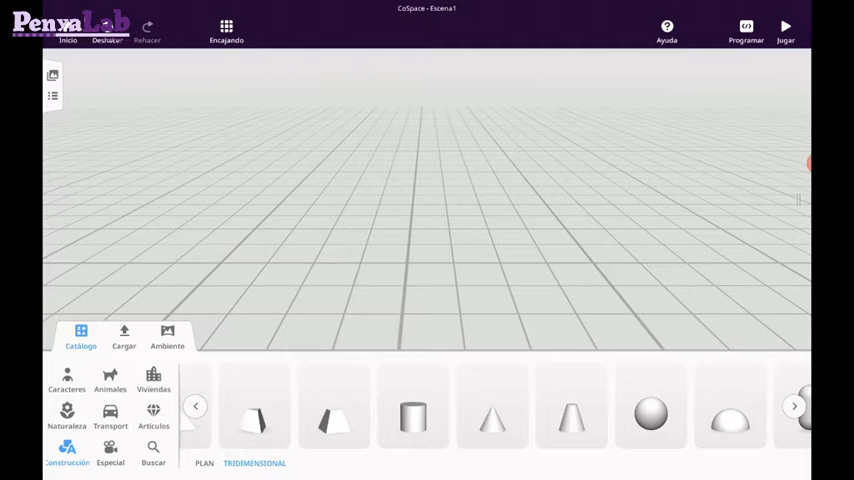 CoSpace - Escena1
PenyaLab
Inicio
Deshacer
Rehacer
Encajando
Ayuda
Programar
Jugar
Catálogo
Cargar
Ambiente
Caracteres
Animales
Viviendas
Naturaleza
Transport
Artículos
Construcción
Especial
Buscar
PLAN
TRIDIMENSIONAL